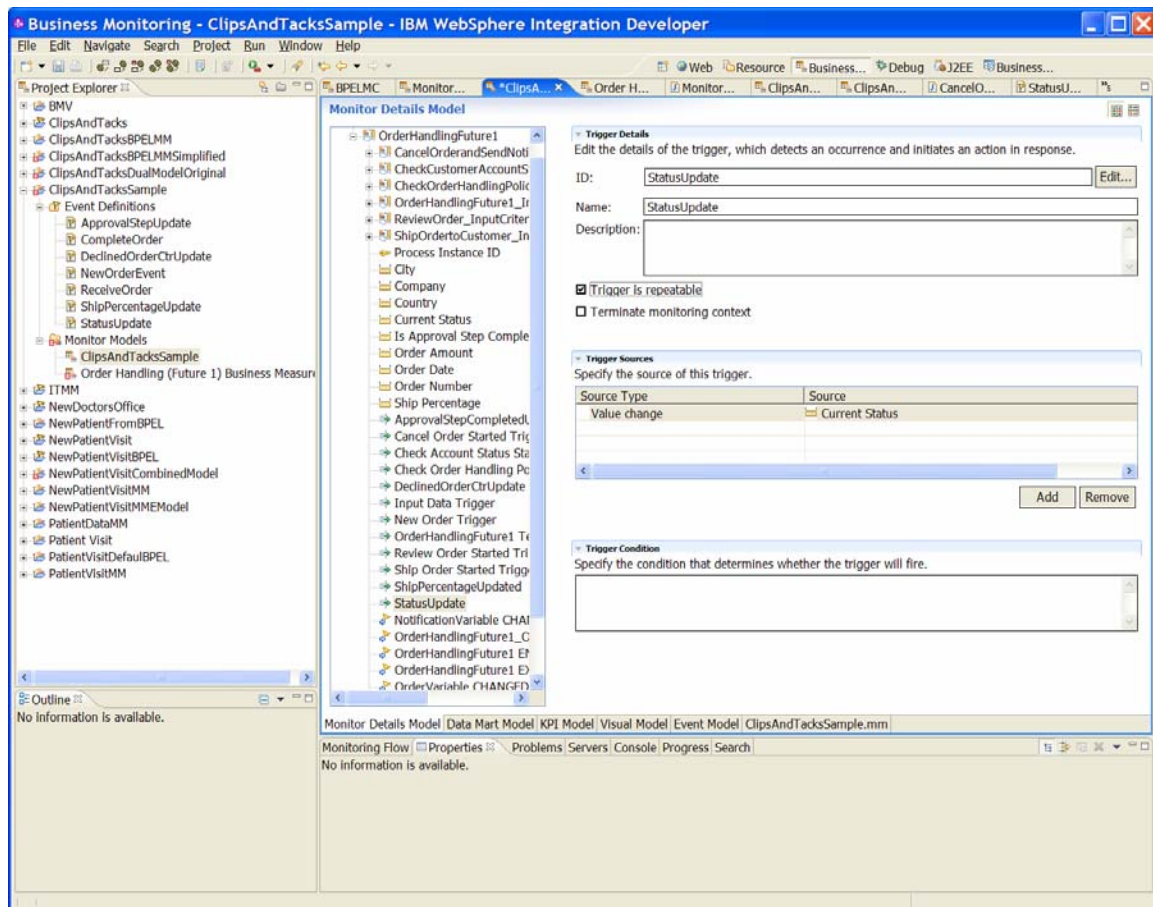 Business Monitoring - ClipsAndTacksSample - IBM WebSphere Integration Developer
File Edit Navigate Search Project Run Window Help
Web Resource Business... Debug J2EE Business...
Project Explorer
BPELMC Monitor... *ClipsA... Order H... Monitor... ClipsAn... ClipsAn... CancelO... StatusU...
BMV
ClipsAndTacks
ClipsAndTacksBPELMM
ClipsAndTacksBPELMMSimplified
ClipsAndTacksDualModelOriginal
ClipsAndTacksSample
Event Definitions
ApprovalStepUpdate
CompleteOrder
DeclinedOrderCtrUpdate
NewOrderEvent
ReceiveOrder
ShipPercentageUpdate
StatusUpdate
Monitor Models
ClipsAndTacksSample
Order Handling (Future 1) Business Measure
ITMM
NewDoctorsOffice
NewPatientFromBPEL
NewPatientVisit
NewPatientVisitBPEL
NewPatientVisitCombinedModel
NewPatientVisitMM
NewPatientVisitMMEModel
PatientDataMM
Patient Visit
PatientVisitDefaulBPEL
PatientVisitMM
Outline
No information is available.
Monitor Details Model
OrderHandlingFuture1
CancelOrderandSendNoti
CheckCustomerAccountS
CheckOrderHandlingPolic
OrderHandlingFuture1_Ir
ReviewOrder_InputCriter
ShipOrdertoCustomer_In
Process Instance ID
City
Company
Country
Current Status
Is Approval Step Comple
Order Amount
Order Date
Order Number
Ship Percentage
ApprovalStepCompletedU
Cancel Order Started Trig
Check Account Status Sta
Check Order Handling Po
DeclinedOrderCtrUpdate
Input Data Trigger
New Order Trigger
OrderHandlingFuture1 Te
Review Order Started Tri
Ship Order Started Trigge
ShipPercentageUpdated
StatusUpdate
NotificationVariable CHAN
OrderHandlingFuture1_O
OrderHandlingFuture1 EN
OrderHandlingFuture1 EX
OrderVariable CHANGED
Trigger Details
Edit the details of the trigger, which detects an occurrence and initiates an action in response.
ID: StatusUpdate Edit...
Name: StatusUpdate
Description:
Trigger is repeatable
Terminate monitoring context
Trigger Sources
Specify the source of this trigger.
Source Type Source
Value change Current Status
Add Remove
Trigger Condition
Specify the condition that determines whether the trigger will fire.
Monitor Details Model Data Mart Model KPI Model Visual Model Event Model ClipsAndTacksSample.mm
Monitoring Flow Properties Problems Servers Console Progress Search
No information is available.